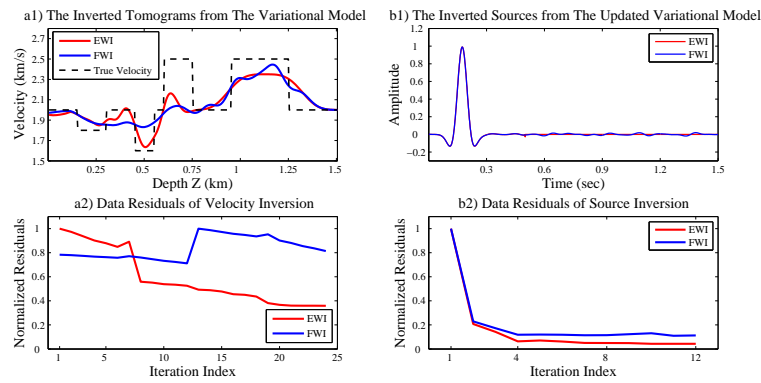 a1) The Inverted Tomograms from The Variational Model
Velocity (km/s)
2.9
2.7
2.5
2.3
2.1
1.9
1.7
1.5
EWI
FWI
True Velocity
0.25
0.5
0.75
1
1.25
1.5
Depth Z (km)
b1) The Inverted Sources from The Updated Variational Model
Amplitude
1.2
1
0.8
0.6
0.4
0.2
0
−0.2
EWI
FWI
0.3
0.6
0.9
1.2
1.5
Time (sec)
a2) Data Residuals of Velocity Inversion
Normalized Residuals
1
0.8
0.6
0.4
0.2
0
EWI
FWI
1
5
10
15
20
25
Iteration Index
b2) Data Residuals of Source Inversion
Normalized Residuals
1
0.8
0.6
0.4
0.2
0
EWI
FWI
1
4
8
12
Iteration Index